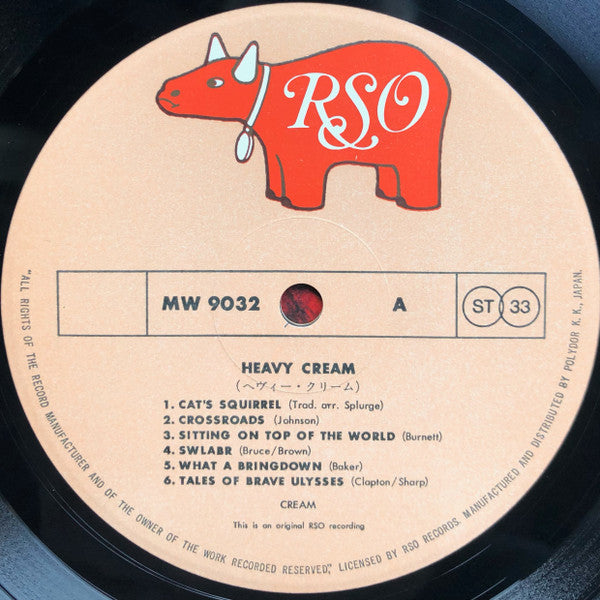 RSO
MW 9032 A ST 33
HEAVY CREAM
(ヘヴィー・クリーム)
1. CAT'S SQUIRREL (Trad. arr. Splurge)
2. CROSSROADS (Johnson)
3. SITTING ON TOP OF THE WORLD (Burnett)
4. SWLABR (Bruce/Brown)
5. WHAT A BRINGDOWN (Baker)
6. TALES OF BRAVE ULYSSES (Clapton/Sharp)
CREAM
This is an original RSO recording
"ALL RIGHTS OF THE RECORD MANUFACTURER AND OF THE OWNER OF THE WORK RECORDED RESERVED," LICENSED BY RSO RECORDS. MANUFACTURED AND DISTRIBUTED BY POLYDOR K. K., JAPAN.